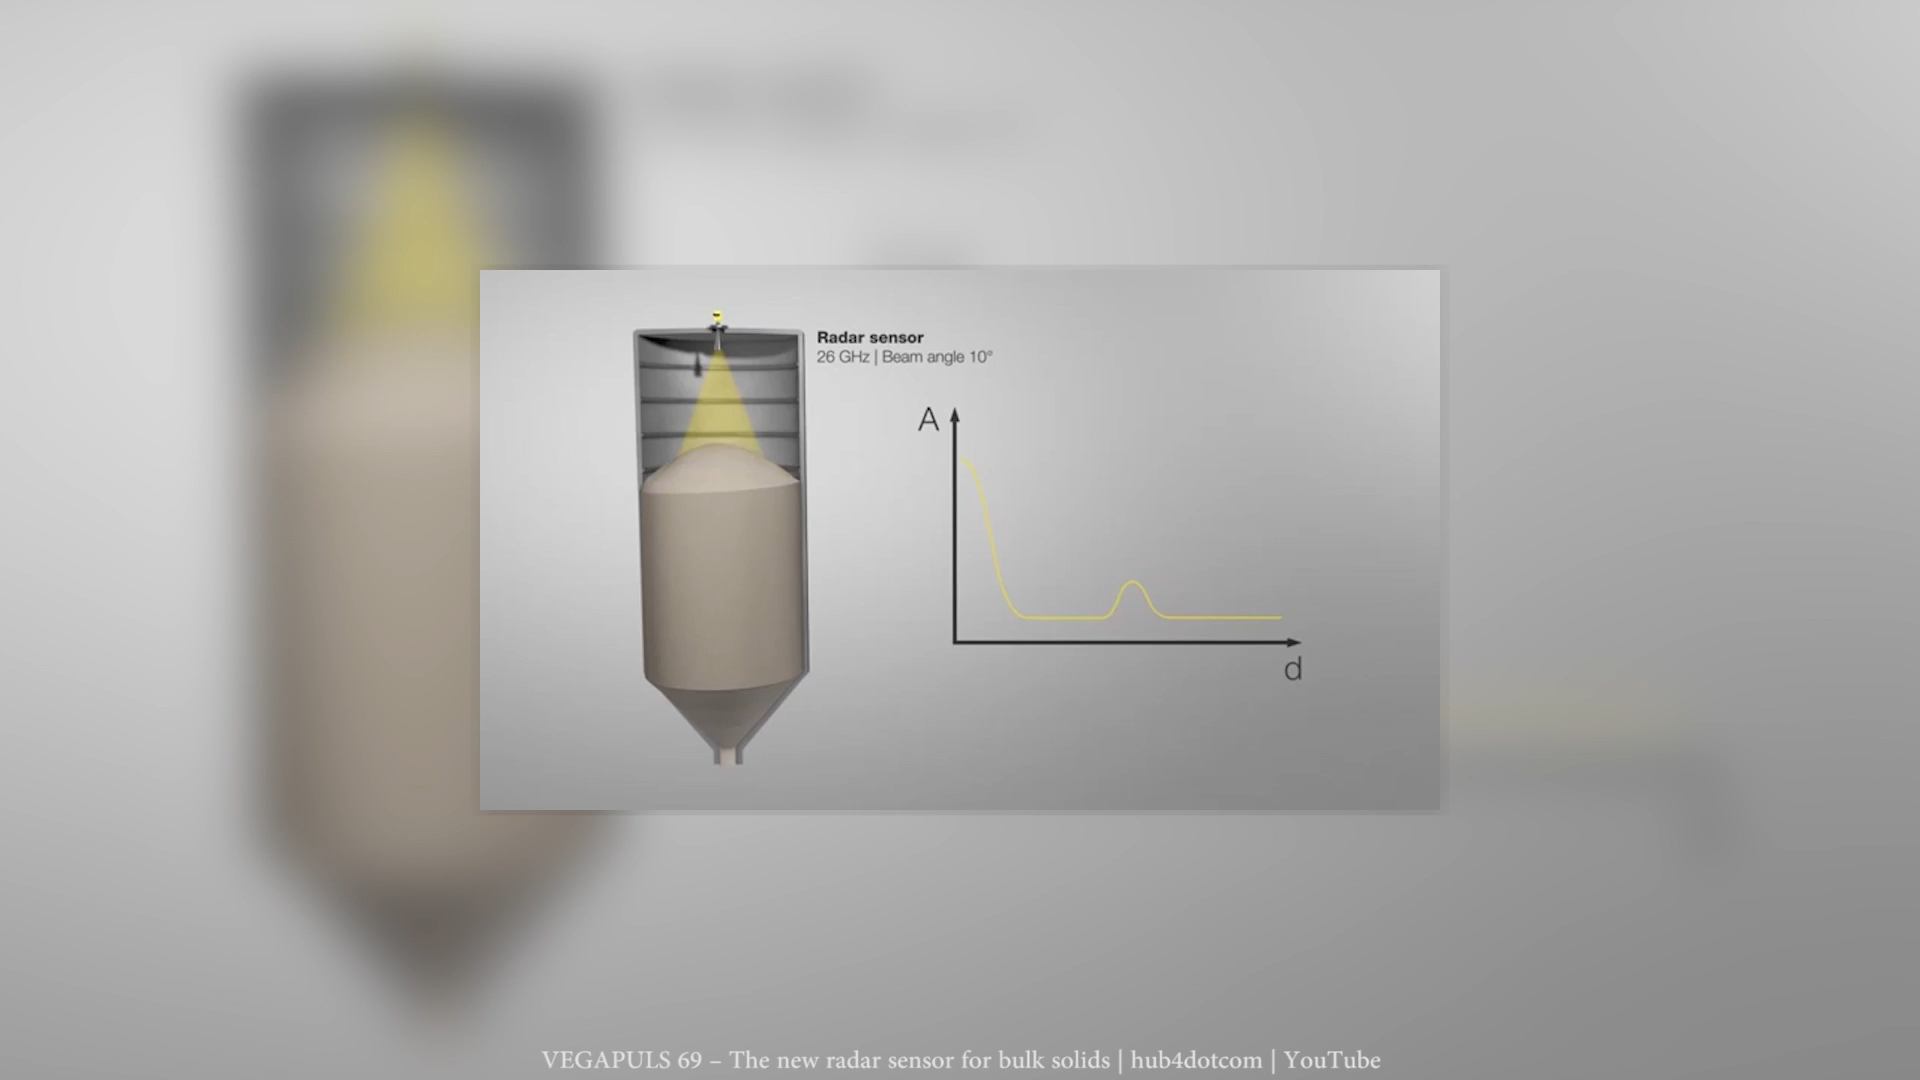 Radar sensor
26 GHz | Beam angle 10°
A
d
VEGAPULS 69 – The new radar sensor for bulk solids | hub4dotcom | YouTube